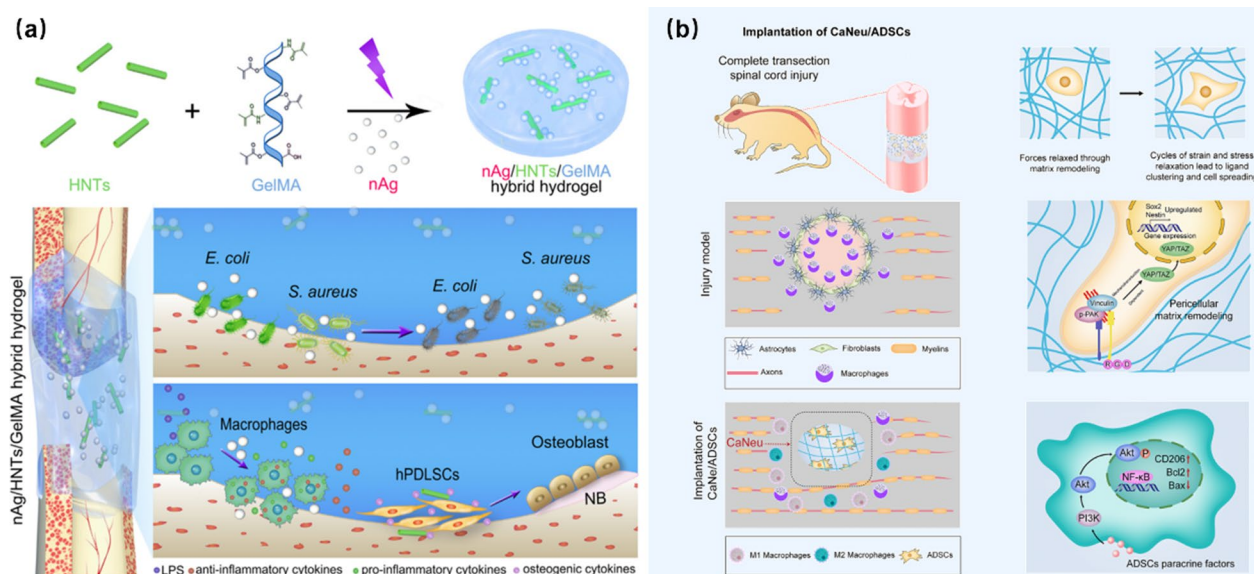 (a)
HNTs
+
GelMA
nAg
nAg/HNTs/GelMA
hybrid hydrogel
nAg/HNTs/GelMA hybrid hydrogel
E. coli
S. aureus
E. coli
S. aureus
Macrophages
hPDLSCs
Osteoblast
NB
LPS anti-inflammatory cytokines pro-inflammatory cytokines osteogenic cytokines
(b)
Implantation of CaNeu/ADSCs
Complete transection
spinal cord injury
Injury model
Astrocytes Fibroblasts Myelins
Axons Macrophages
Implantation of
CaNeu/ADSCs
CaNeu
M1 Macrophages M2 Macrophages ADSCs
Forces relaxed through
matrix remodeling
Cycles of strain and stress
relaxation lead to ligand
clustering and cell spreading
Sox2
Nestin
Upregulated
Gene expression
YAP/TAZ
YAP/TAZ
Vinculin
p-PAK
Pericellular
matrix remodeling
R G D
Akt P
CD206
Bcl2
Bax
NF-κB
Akt
PI3K
ADSCs paracrine factors